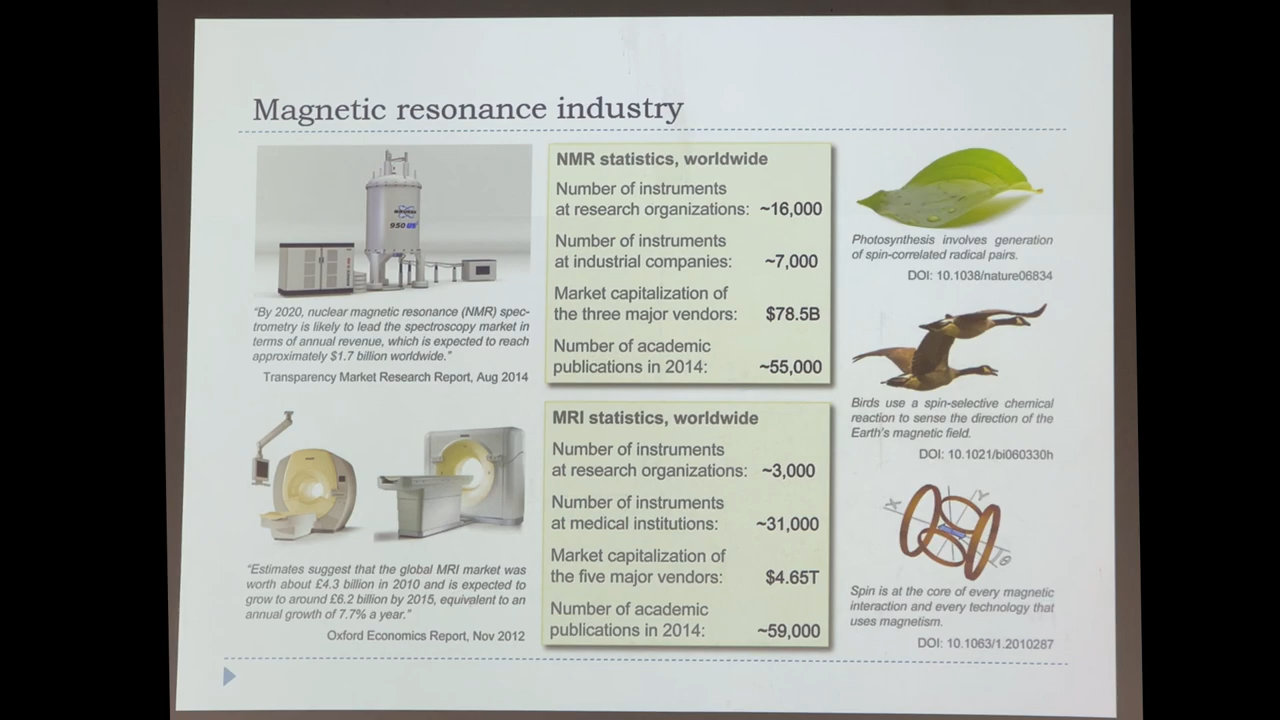 Magnetic resonance industry
BRUKER
950 US
"By 2020, nuclear magnetic resonance (NMR) spec-
trometry is likely to lead the spectroscopy market in
terms of annual revenue, which is expected to reach
approximately $1.7 billion worldwide."
Transparency Market Research Report, Aug 2014
"Estimates suggest that the global MRI market was
worth about £4.3 billion in 2010 and is expected to
grow to around £6.2 billion by 2015, equivalent to an
annual growth of 7.7% a year."
Oxford Economics Report, Nov 2012
NMR statistics, worldwide
Number of instruments
at research organizations: ~16,000
Number of instruments
at industrial companies: ~7,000
Market capitalization of
the three major vendors: $78.5B
Number of academic
publications in 2014: ~55,000
MRI statistics, worldwide
Number of instruments
at research organizations: ~3,000
Number of instruments
at medical institutions: ~31,000
Market capitalization of
the five major vendors: $4.65T
Number of academic
publications in 2014: ~59,000
Photosynthesis involves generation
of spin-correlated radical pairs.
DOI: 10.1038/nature06834
Birds use a spin-selective chemical
reaction to sense the direction of the
Earth's magnetic field.
DOI: 10.1021/bi060330h
X
Y
θ
Spin is at the core of every magnetic
interaction and every technology that
uses magnetism.
DOI: 10.1063/1.2010287